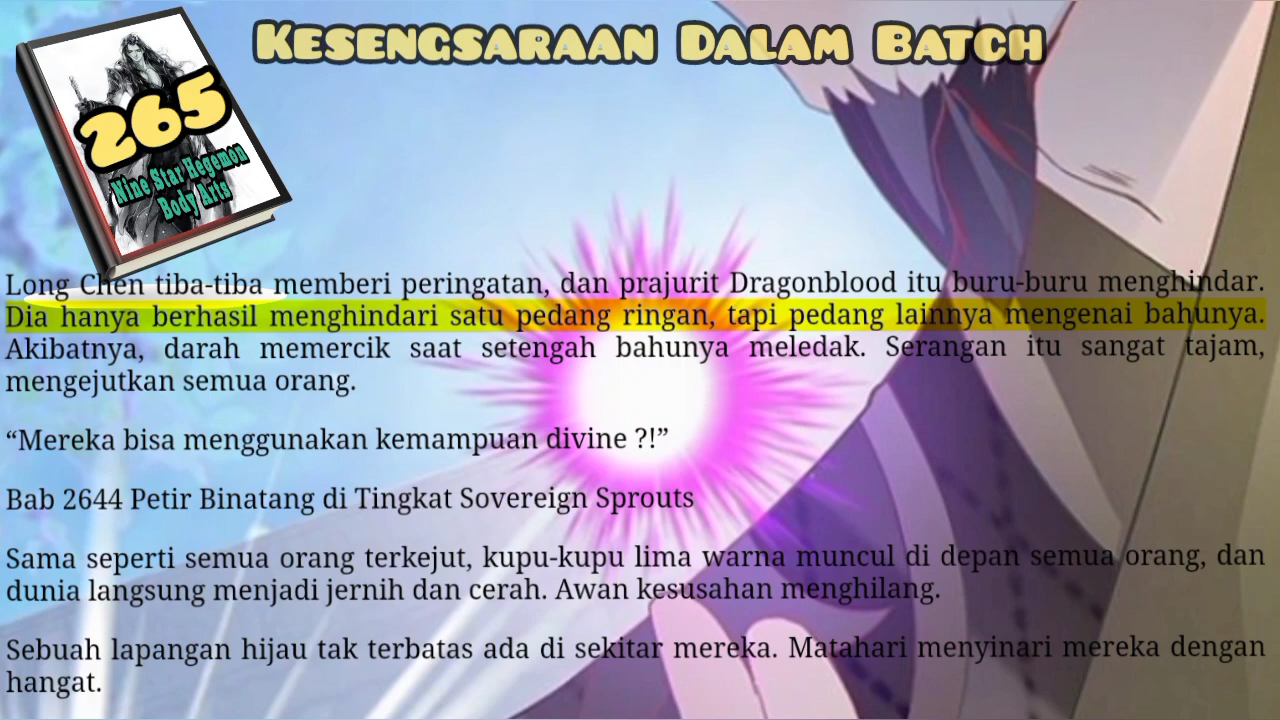 Kesengsaraan Dalam Batch
265
Nine Star Hegemon
Body Arts
Long Chen tiba-tiba memberi peringatan, dan prajurit Dragonblood itu buru-buru menghindar.
Dia hanya berhasil menghindari satu pedang ringan, tapi pedang lainnya mengenai bahunya.
Akibatnya, darah memercik saat setengah bahunya meledak. Serangan itu sangat tajam,
mengejutkan semua orang.
“Mereka bisa menggunakan kemampuan divine ?!”
Bab 2644 Petir Binatang di Tingkat Sovereign Sprouts
Sama seperti semua orang terkejut, kupu-kupu lima warna muncul di depan semua orang, dan
dunia langsung menjadi jernih dan cerah. Awan kesusahan menghilang.
Sebuah lapangan hijau tak terbatas ada di sekitar mereka. Matahari menyinari mereka dengan
hangat.